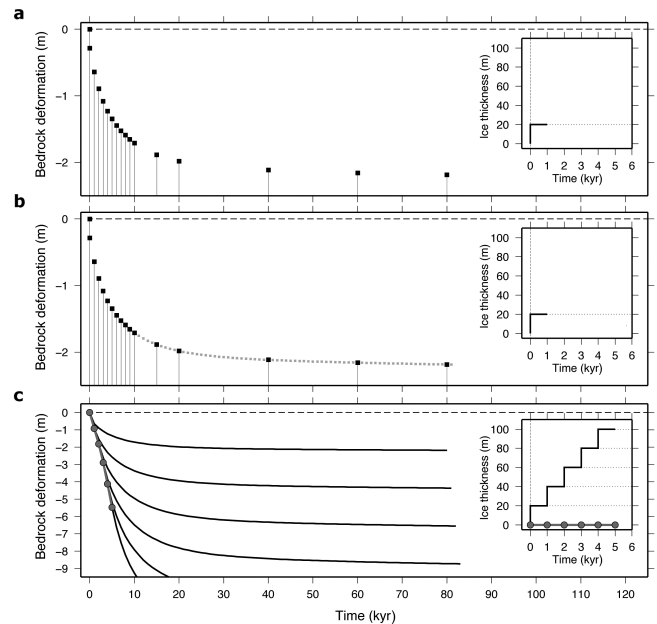 a
Bedrock deformation (m)
0
−1
−2
Ice thickness (m)
100
80
60
40
20
0
0 1 2 3 4 5 6
Time (kyr)
b
Bedrock deformation (m)
0
−1
−2
Ice thickness (m)
100
80
60
40
20
0
0 1 2 3 4 5 6
Time (kyr)
c
Bedrock deformation (m)
0
−1
−2
−3
−4
−5
−6
−7
−8
−9
Ice thickness (m)
100
80
60
40
20
0
0 1 2 3 4 5 6
Time (kyr)
0 10 20 30 40 50 60 70 80 90 100 110 120
Time (kyr)